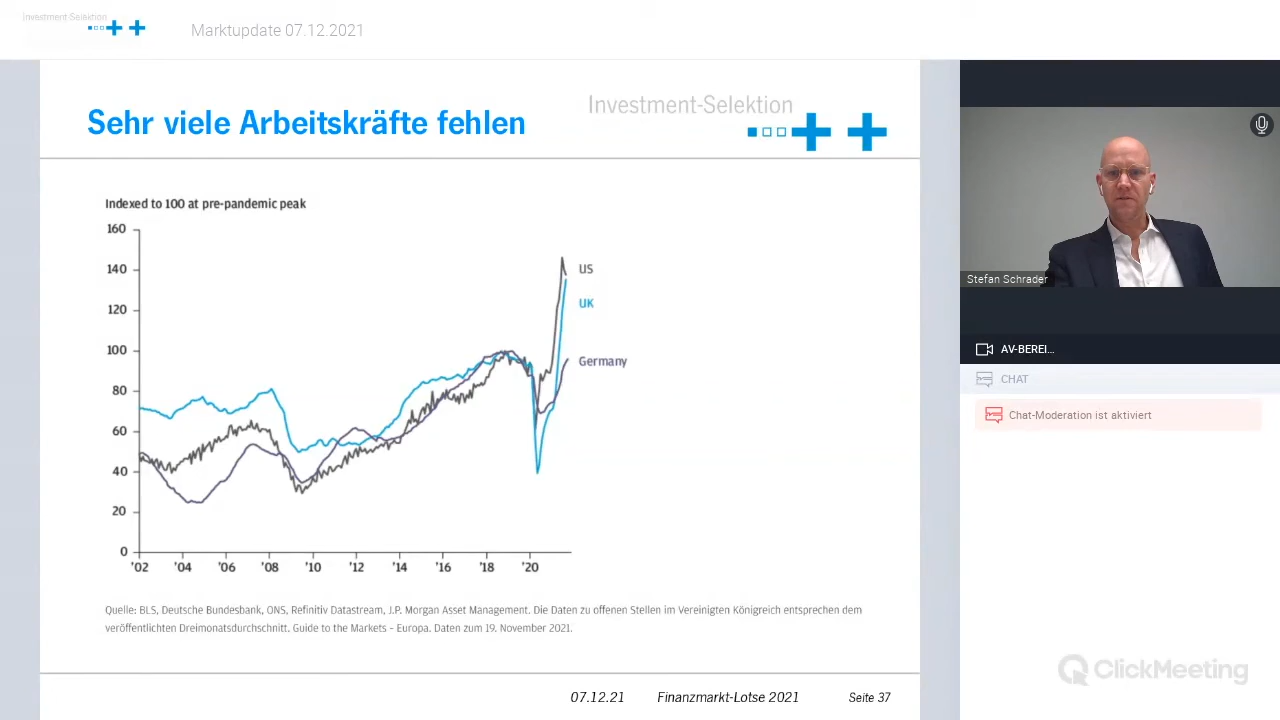 Investment-Selektion
Marktupdate 07.12.2021
Sehr viele Arbeitskräfte fehlen
Investment-Selektion
Indexed to 100 at pre-pandemic peak
160
140
120
100
80
60
40
20
0
'02 '04 '06 '08 '10 '12 '14 '16 '18 '20
US
UK
Germany
Quelle: BLS, Deutsche Bundesbank, ONS, Refinitiv Datastream, J.P. Morgan Asset Management. Die Daten zu offenen Stellen im Vereinigten Königreich entsprechen dem
veröffentlichten Dreimonatsdurchschnitt. Guide to the Markets - Europa. Daten zum 19. November 2021.
07.12.21 Finanzmarkt-Lotse 2021 Seite 37
Stefan Schrader
AV-BEREI...
CHAT
Chat-Moderation ist aktiviert
ClickMeeting